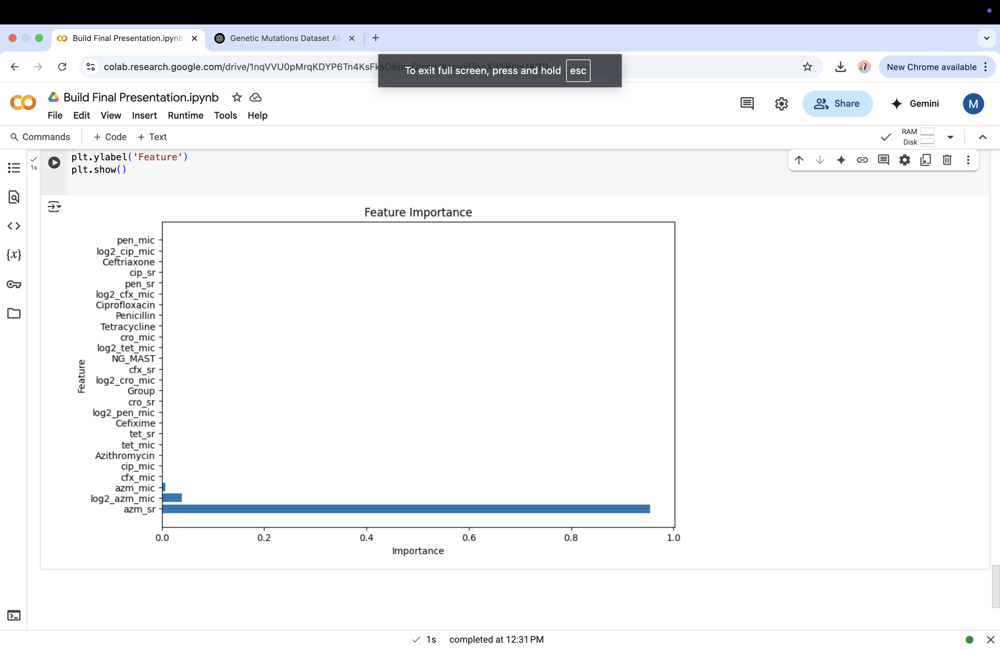 Build Final Presentation.ipynb
Genetic Mutations Dataset AM
colab.research.google.com/drive/1nqVVU0pMrqKDYP6Tn4KsFksO6p
To exit full screen, press and hold esc
New Chrome available
Build Final Presentation.ipynb
File Edit View Insert Runtime Tools Help
Share
Gemini
M
Commands + Code + Text
RAM
Disk
1s
plt.ylabel('Feature')
plt.show()
Feature Importance
pen_mic
log2_cip_mic
Ceftriaxone
cip_sr
pen_sr
log2_cfx_mic
Ciprofloxacin
Penicillin
Tetracycline
cro_mic
log2_tet_mic
NG_MAST
cfx_sr
log2_cro_mic
Group
cro_sr
log2_pen_mic
Cefixime
tet_sr
tet_mic
Azithromycin
cip_mic
cfx_mic
azm_mic
log2_azm_mic
azm_sr
Feature
0.0 0.2 0.4 0.6 0.8 1.0
Importance
1s completed at 12:31 PM